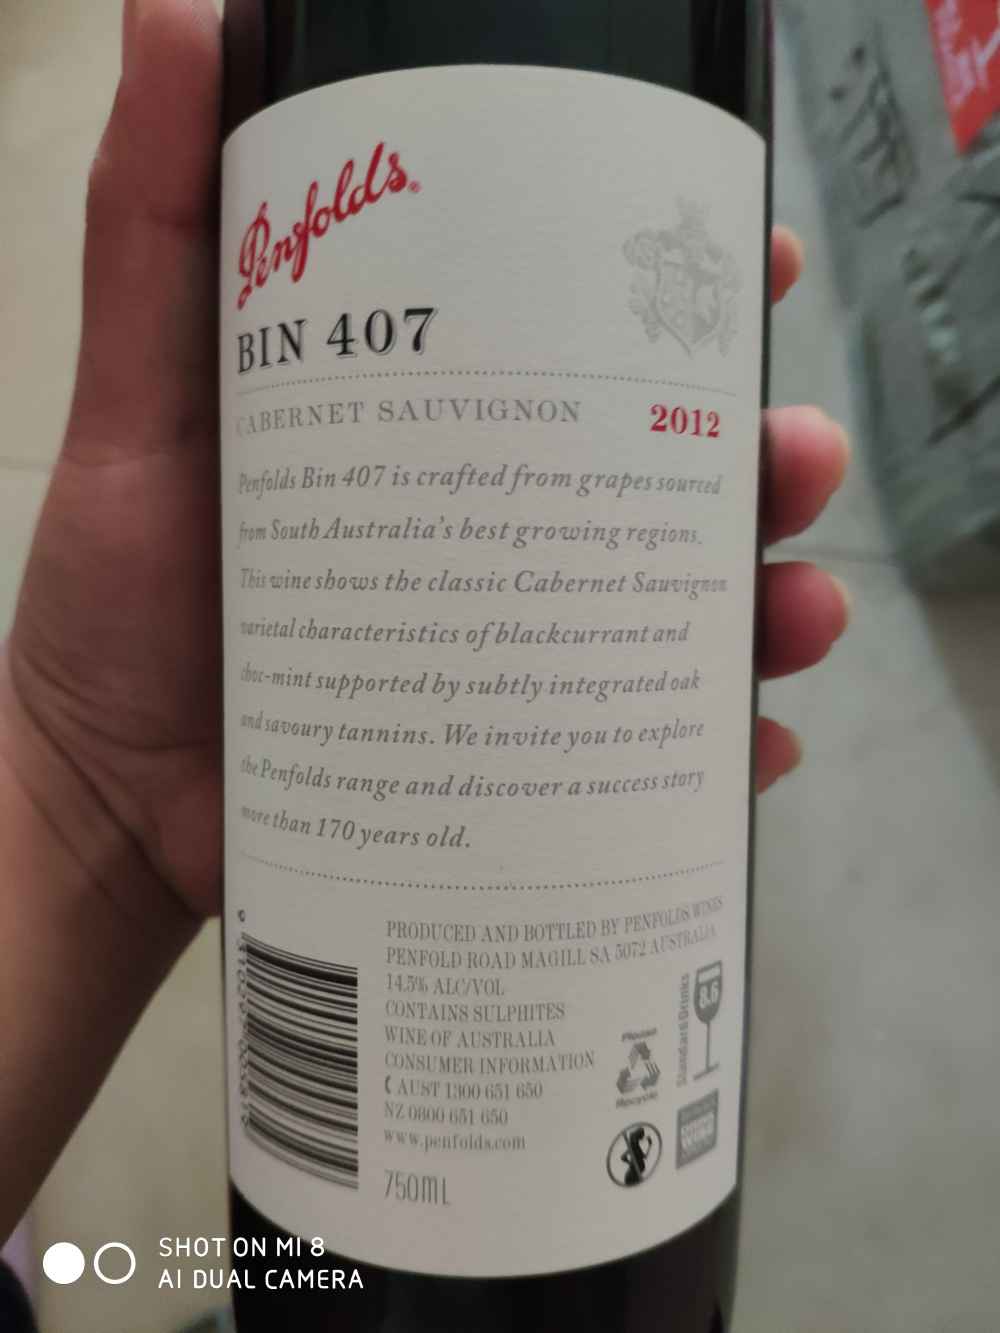 Penfolds®
BIN 407
CABERNET SAUVIGNON 2012
Penfolds Bin 407 is crafted from grapes sourced
from South Australia's best growing regions.
This wine shows the classic Cabernet Sauvignon
varietal characteristics of blackcurrant and
choc-mint supported by subtly integrated oak
and savoury tannins. We invite you to explore
the Penfolds range and discover a success story
more than 170 years old.
PRODUCED AND BOTTLED BY PENFOLDS WINES
PENFOLD ROAD MAGILL SA 5072 AUSTRALIA
14.5% ALC/VOL
CONTAINS SULPHITES
WINE OF AUSTRALIA
CONSUMER INFORMATION
AUST 1300 651 650
NZ 0800 651 650
www.penfolds.com
750ml
Please
Recycle
Standard Drinks
8.6
SHOT ON MI 8
AI DUAL CAMERA